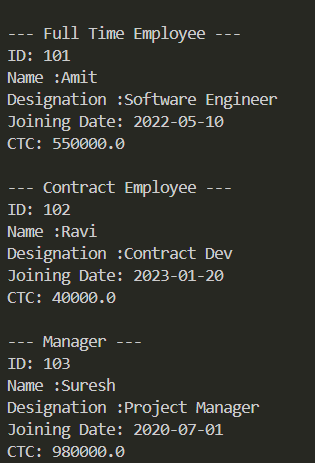 --- Full Time Employee ---
ID: 101
Name :Amit
Designation :Software Engineer
Joining Date: 2022-05-10
CTC: 550000.0
--- Contract Employee ---
ID: 102
Name :Ravi
Designation :Contract Dev
Joining Date: 2023-01-20
CTC: 40000.0
--- Manager ---
ID: 103
Name :Suresh
Designation :Project Manager
Joining Date: 2020-07-01
CTC: 980000.0